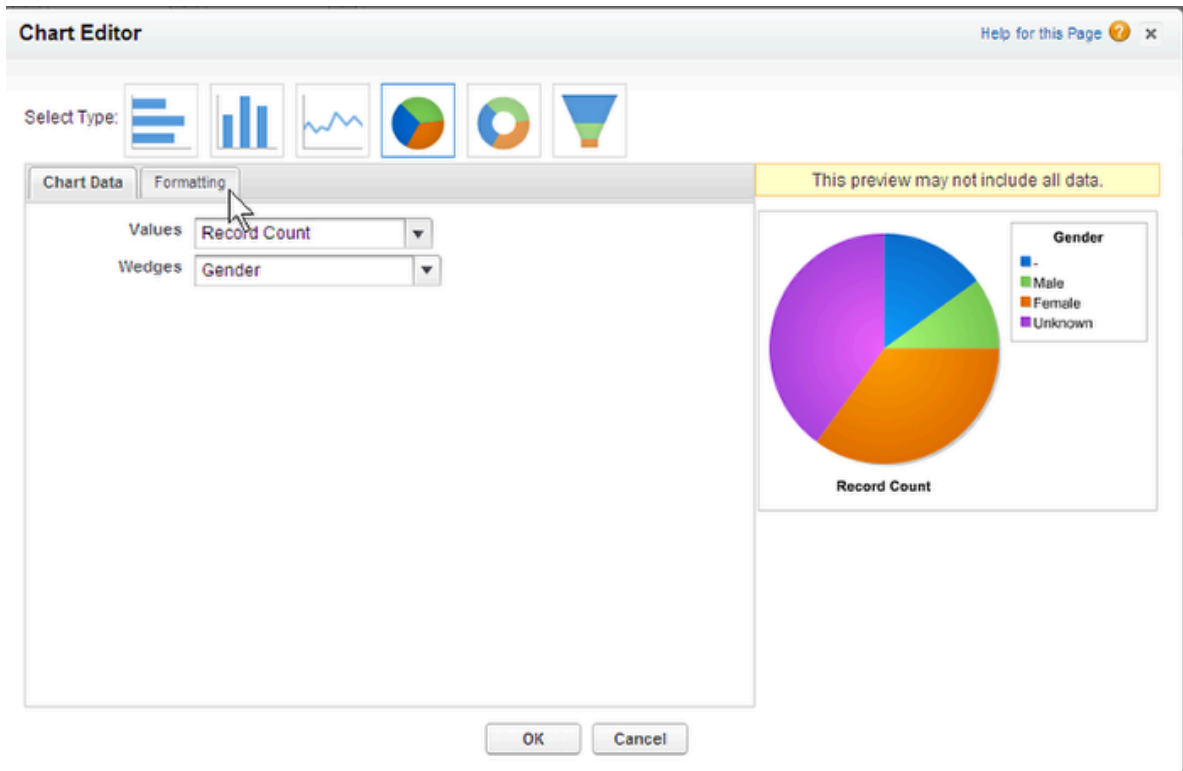 Chart Editor
Help for this Page
Select Type:
Chart Data
Formatting
This preview may not include all data.
Values
Record Count
Wedges
Gender
Gender
-
Male
Female
Unknown
Record Count
OK
Cancel